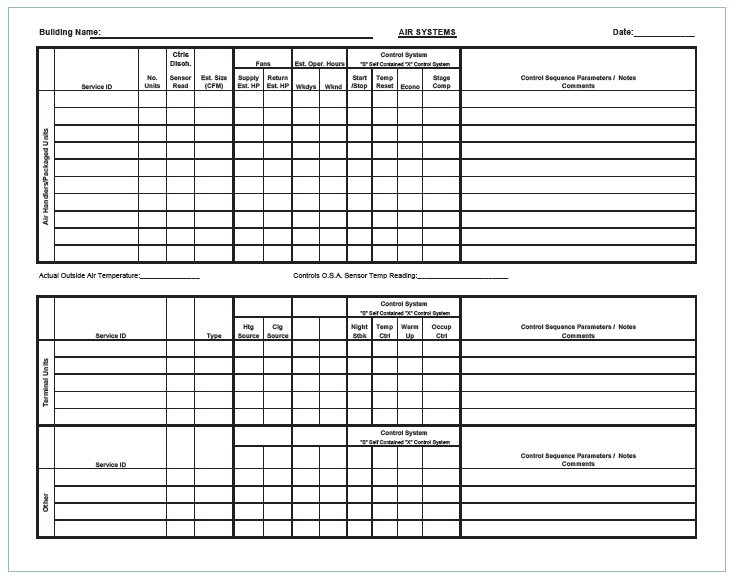 Building Name: AIR SYSTEMS Date:
Ctrls
Disch.
Fans Est. Oper. Hours Control System
"S" Self Contained "X" Control System
Service ID No. Units Sensor Read Est. Size (CFM) Supply Est. HP Return Est. HP Wkdys Wknd Start /Stop Temp Reset Econo Stage Comp Control Sequence Parameters / Notes
Comments
Air Handlers/Packaged Units
Actual Outside Air Temperature: Controls O.S.A. Sensor Temp Reading:
Control System
"S" Self Contained "X" Control System
Service ID Type Htg Source Clg Source Night Stbk Temp Ctrl Warm Up Occup Ctrl Control Sequence Parameters / Notes
Comments
Terminal Units
Control System
"S" Self Contained "X" Control System
Service ID Control Sequence Parameters / Notes
Comments
Other